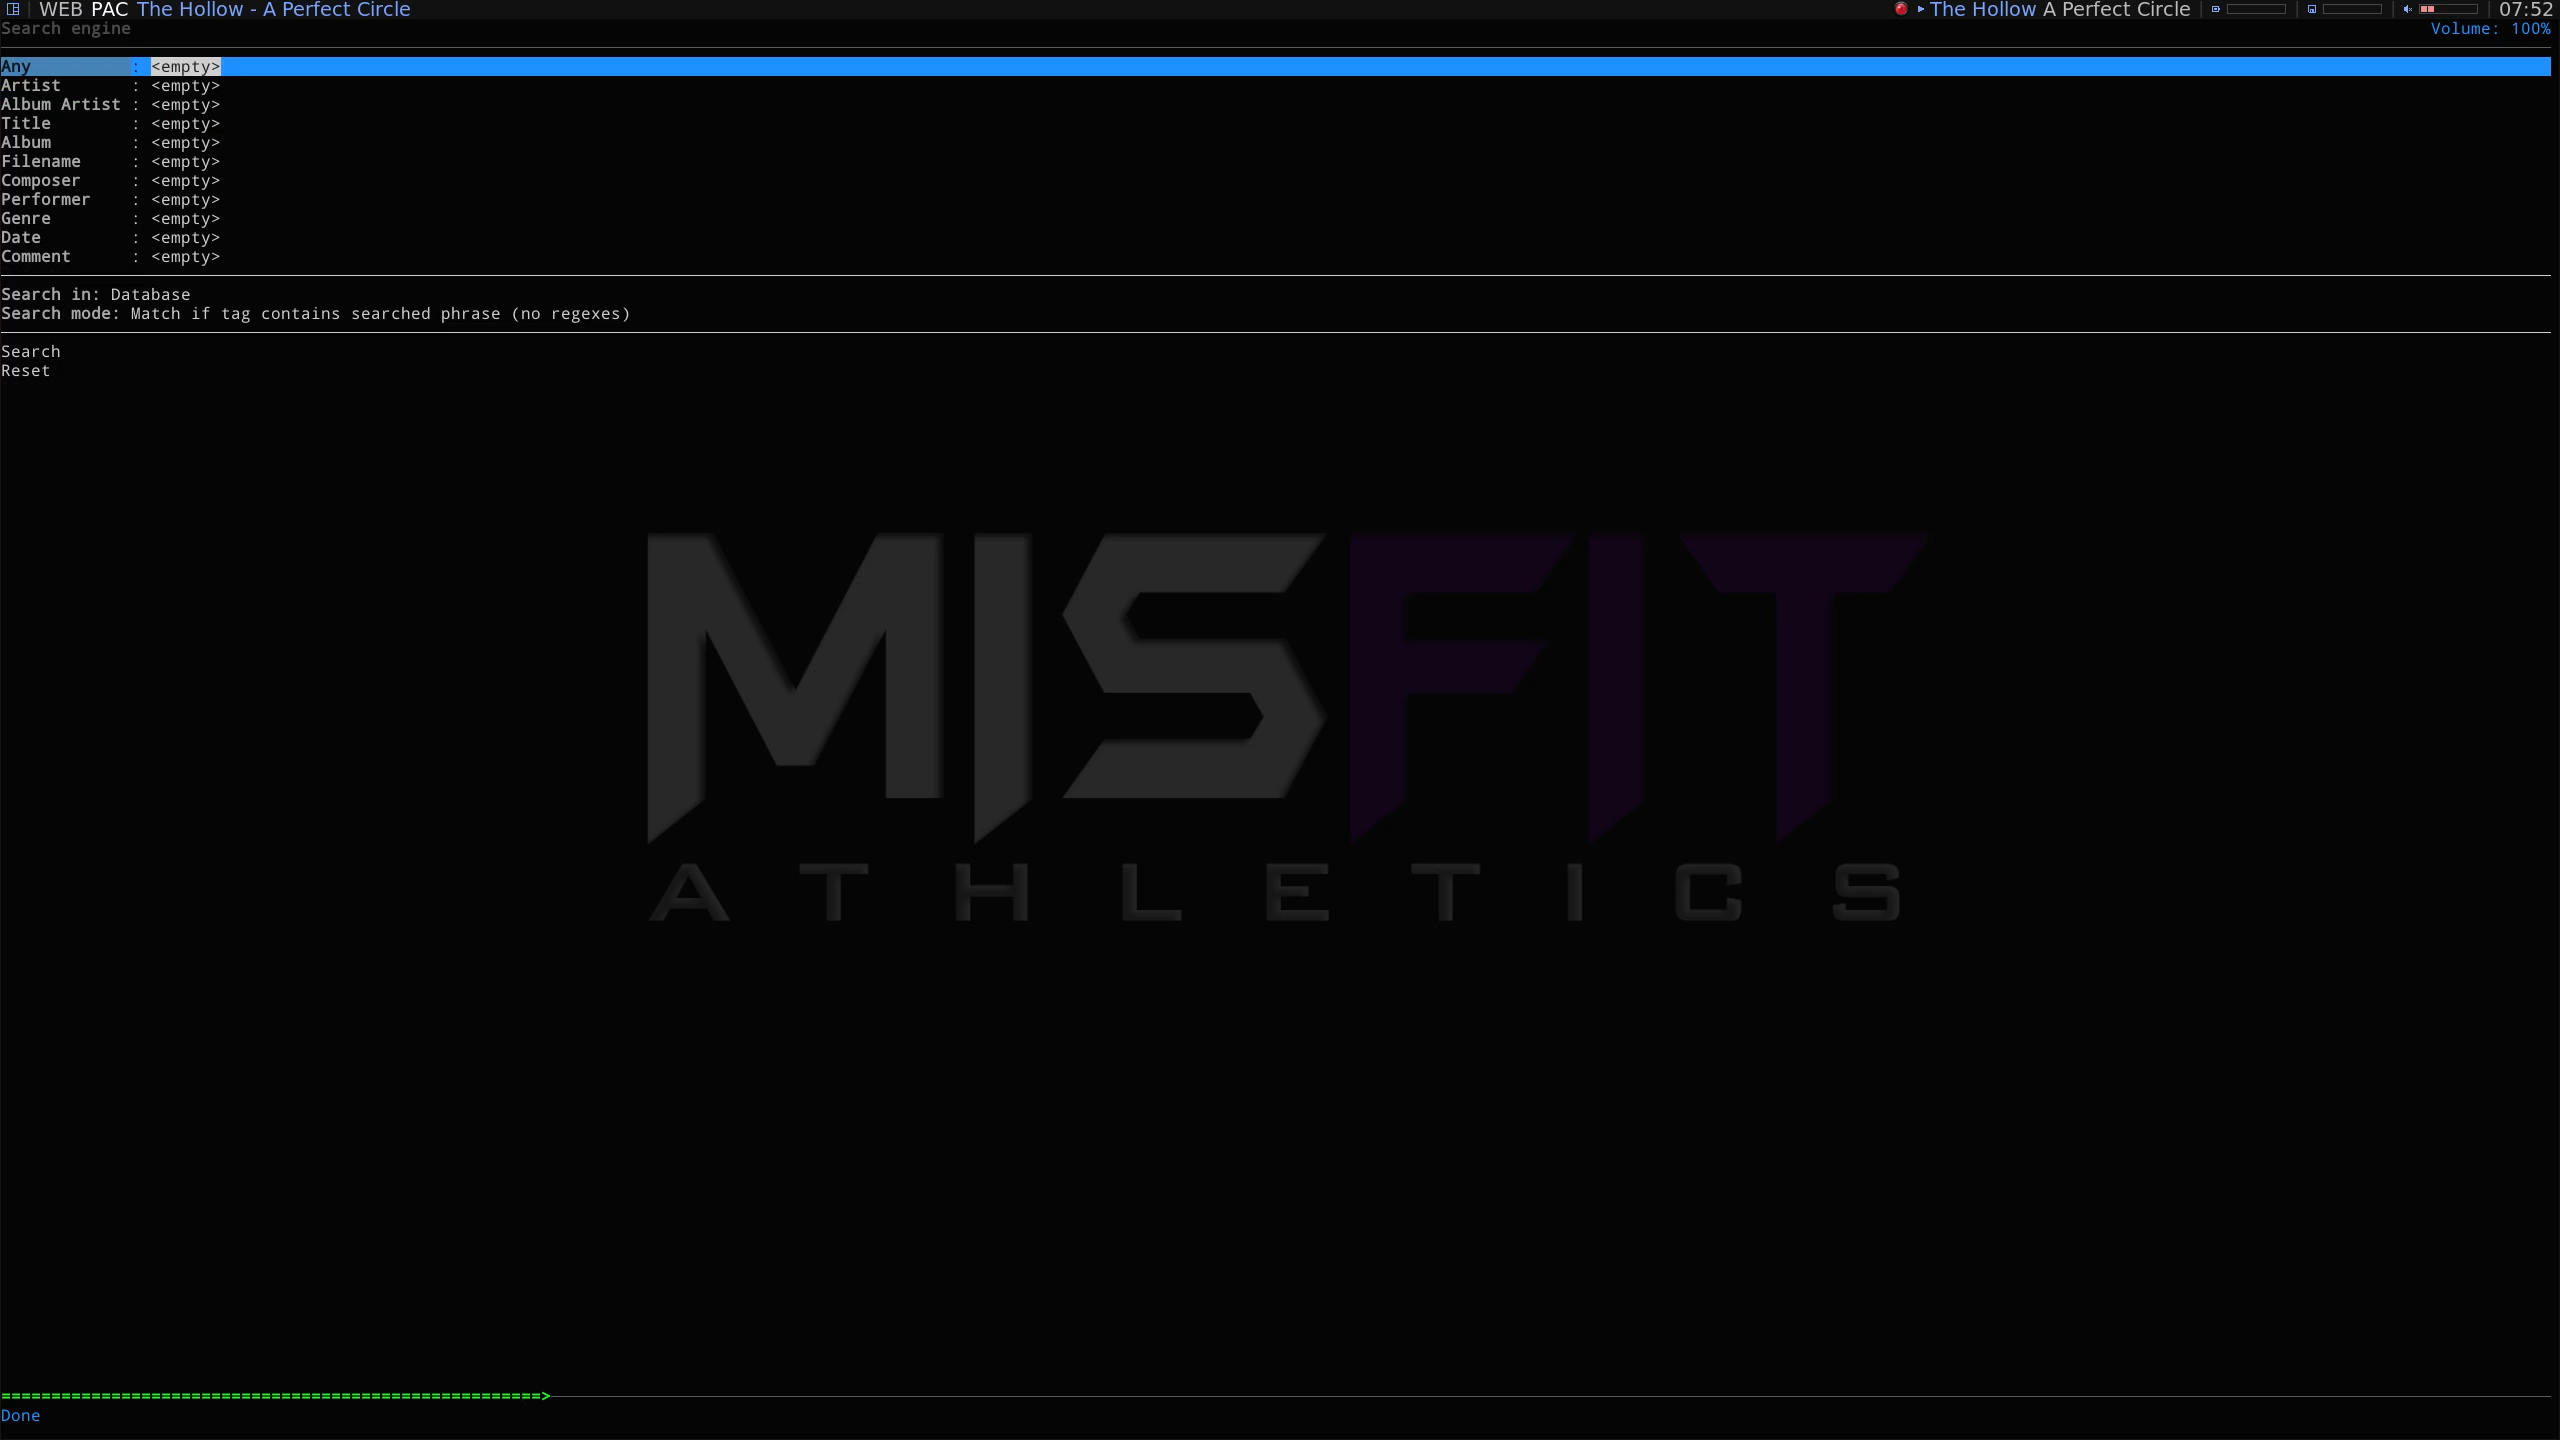 WEB PAC The Hollow - A Perfect Circle
The Hollow A Perfect Circle 07:52
Search engine
Volume: 100%
Any : <empty>
Artist : <empty>
Album Artist : <empty>
Title : <empty>
Album : <empty>
Filename : <empty>
Composer : <empty>
Performer : <empty>
Genre : <empty>
Date : <empty>
Comment : <empty>
Search in: Database
Search mode: Match if tag contains searched phrase (no regexes)
Search
Reset
MISFIT
ATHLETICS
======================================================>
Done